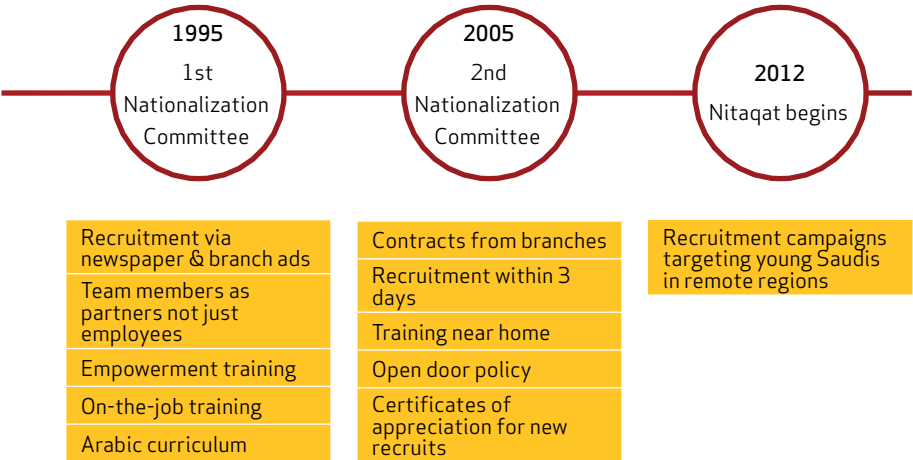 1995
1st
Nationalization
Committee
2005
2nd
Nationalization
Committee
2012
Nitaqat begins
Recruitment via
newspaper & branch ads
Team members as
partners not just
employees
Empowerment training
On-the-job training
Arabic curriculum
Contracts from branches
Recruitment within 3
days
Training near home
Open door policy
Certificates of
appreciation for new
recruits
Recruitment campaigns
targeting young Saudis
in remote regions